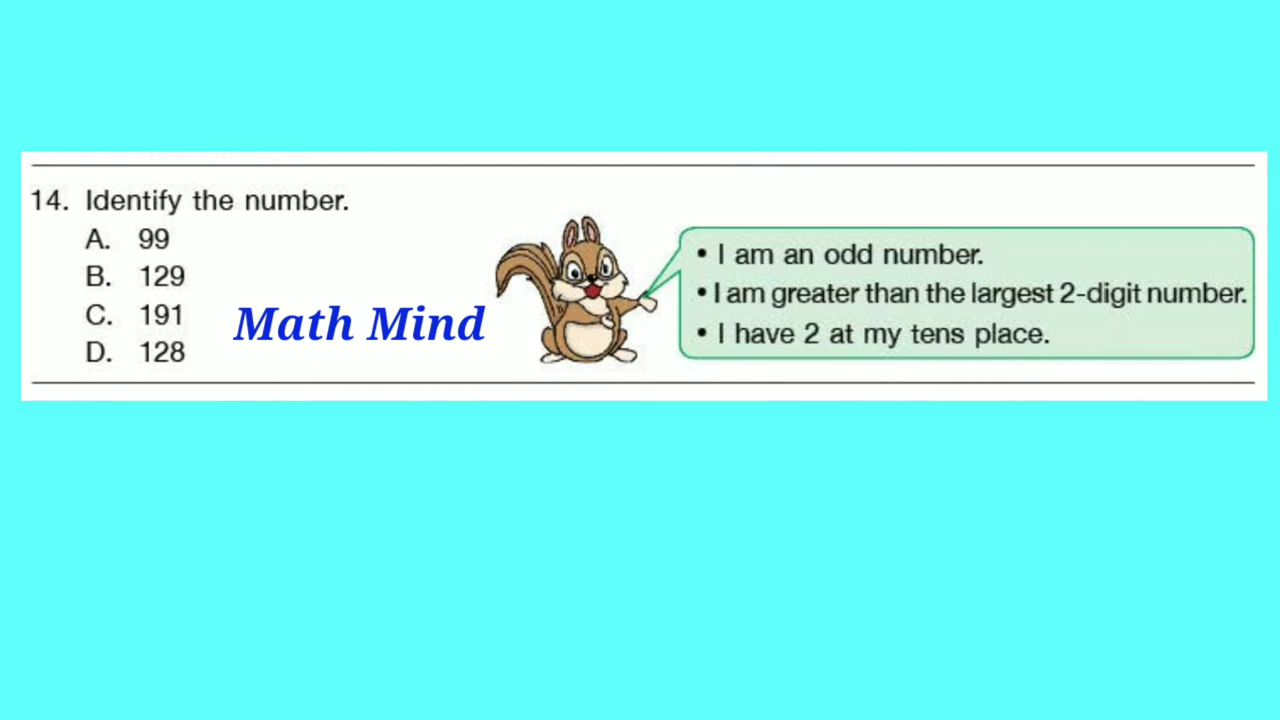 14. Identify the number.
A. 99
B. 129
C. 191
D. 128
Math Mind
• I am an odd number.
• I am greater than the largest 2-digit number.
• I have 2 at my tens place.